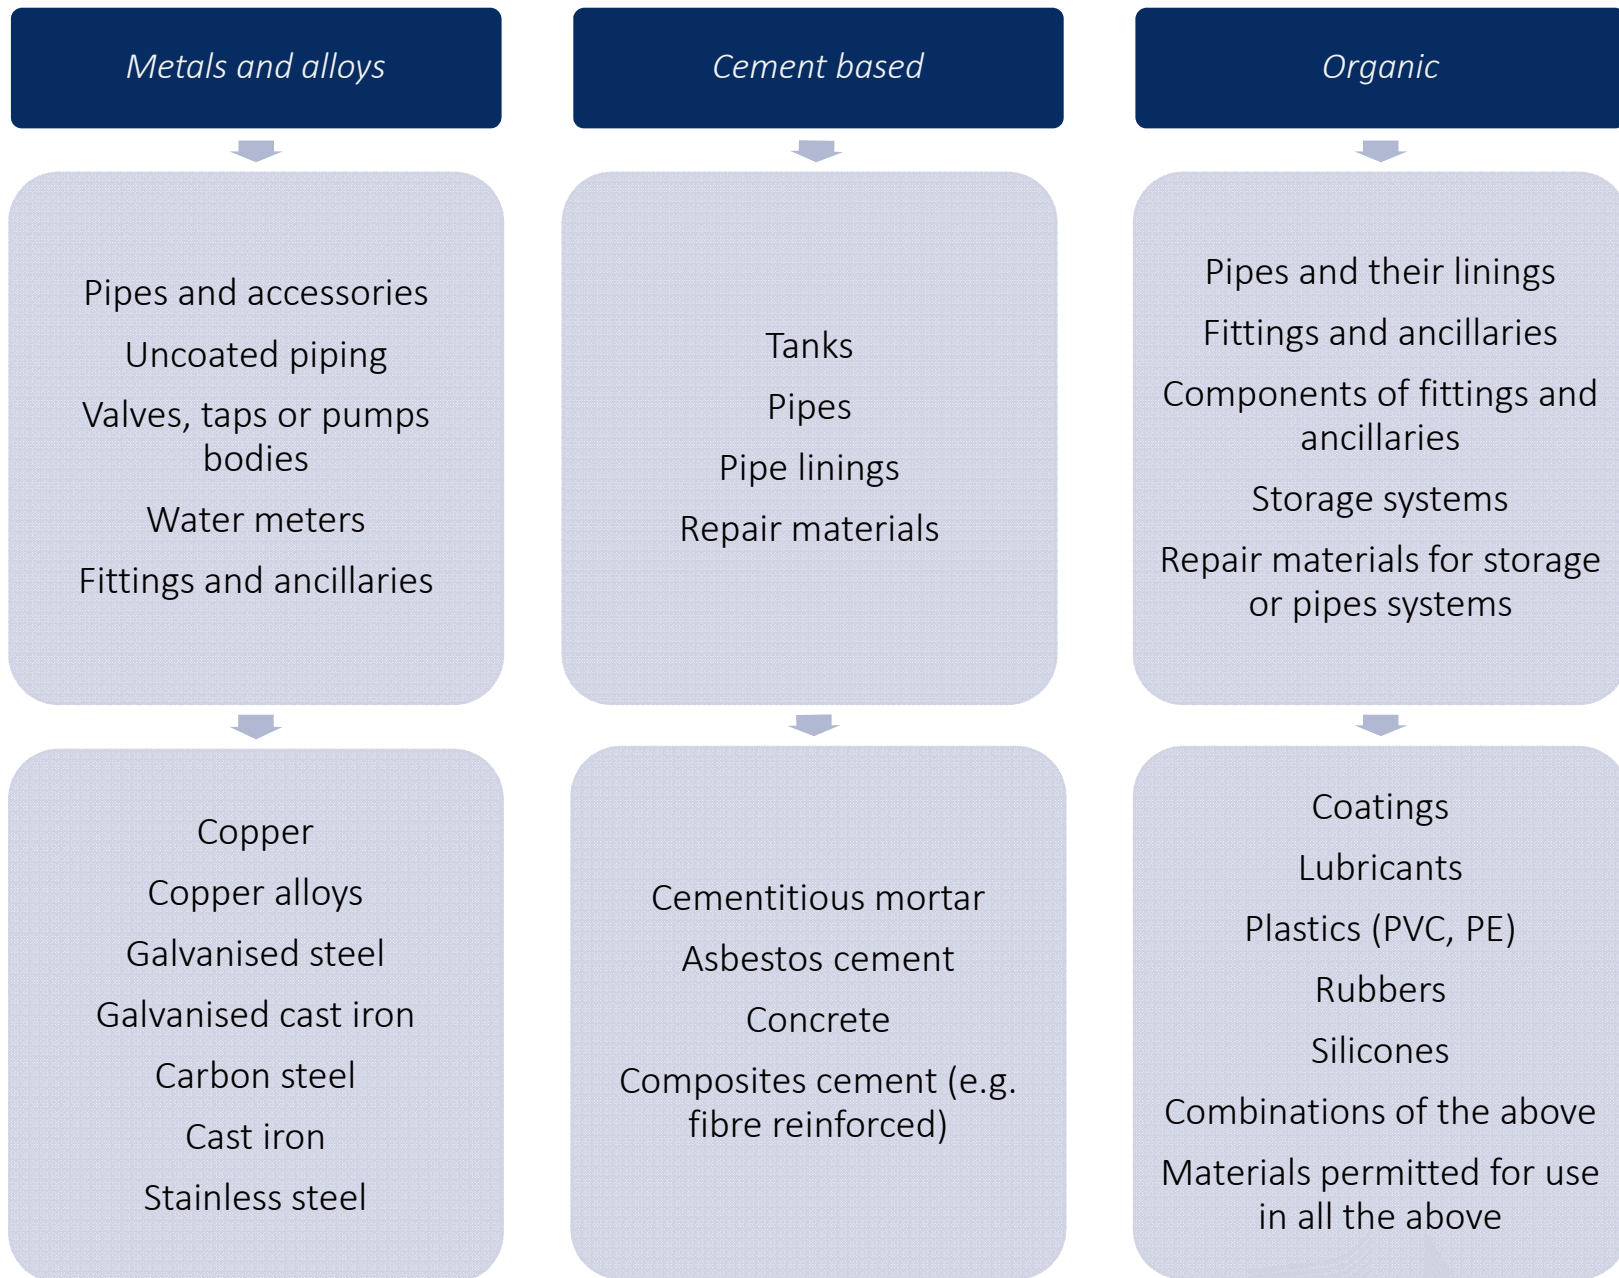 Metals and alloys
Pipes and accessories
Uncoated piping
Valves, taps or pumps
bodies
Water meters
Fittings and ancillaries
Copper
Copper alloys
Galvanised steel
Galvanised cast iron
Carbon steel
Cast iron
Stainless steel
Cement based
Tanks
Pipes
Pipe linings
Repair materials
Cementitious mortar
Asbestos cement
Concrete
Composites cement (e.g.
fibre reinforced)
Organic
Pipes and their linings
Fittings and ancillaries
Components of fittings and
ancillaries
Storage systems
Repair materials for storage
or pipes systems
Coatings
Lubricants
Plastics (PVC, PE)
Rubbers
Silicones
Combinations of the above
Materials permitted for use
in all the above